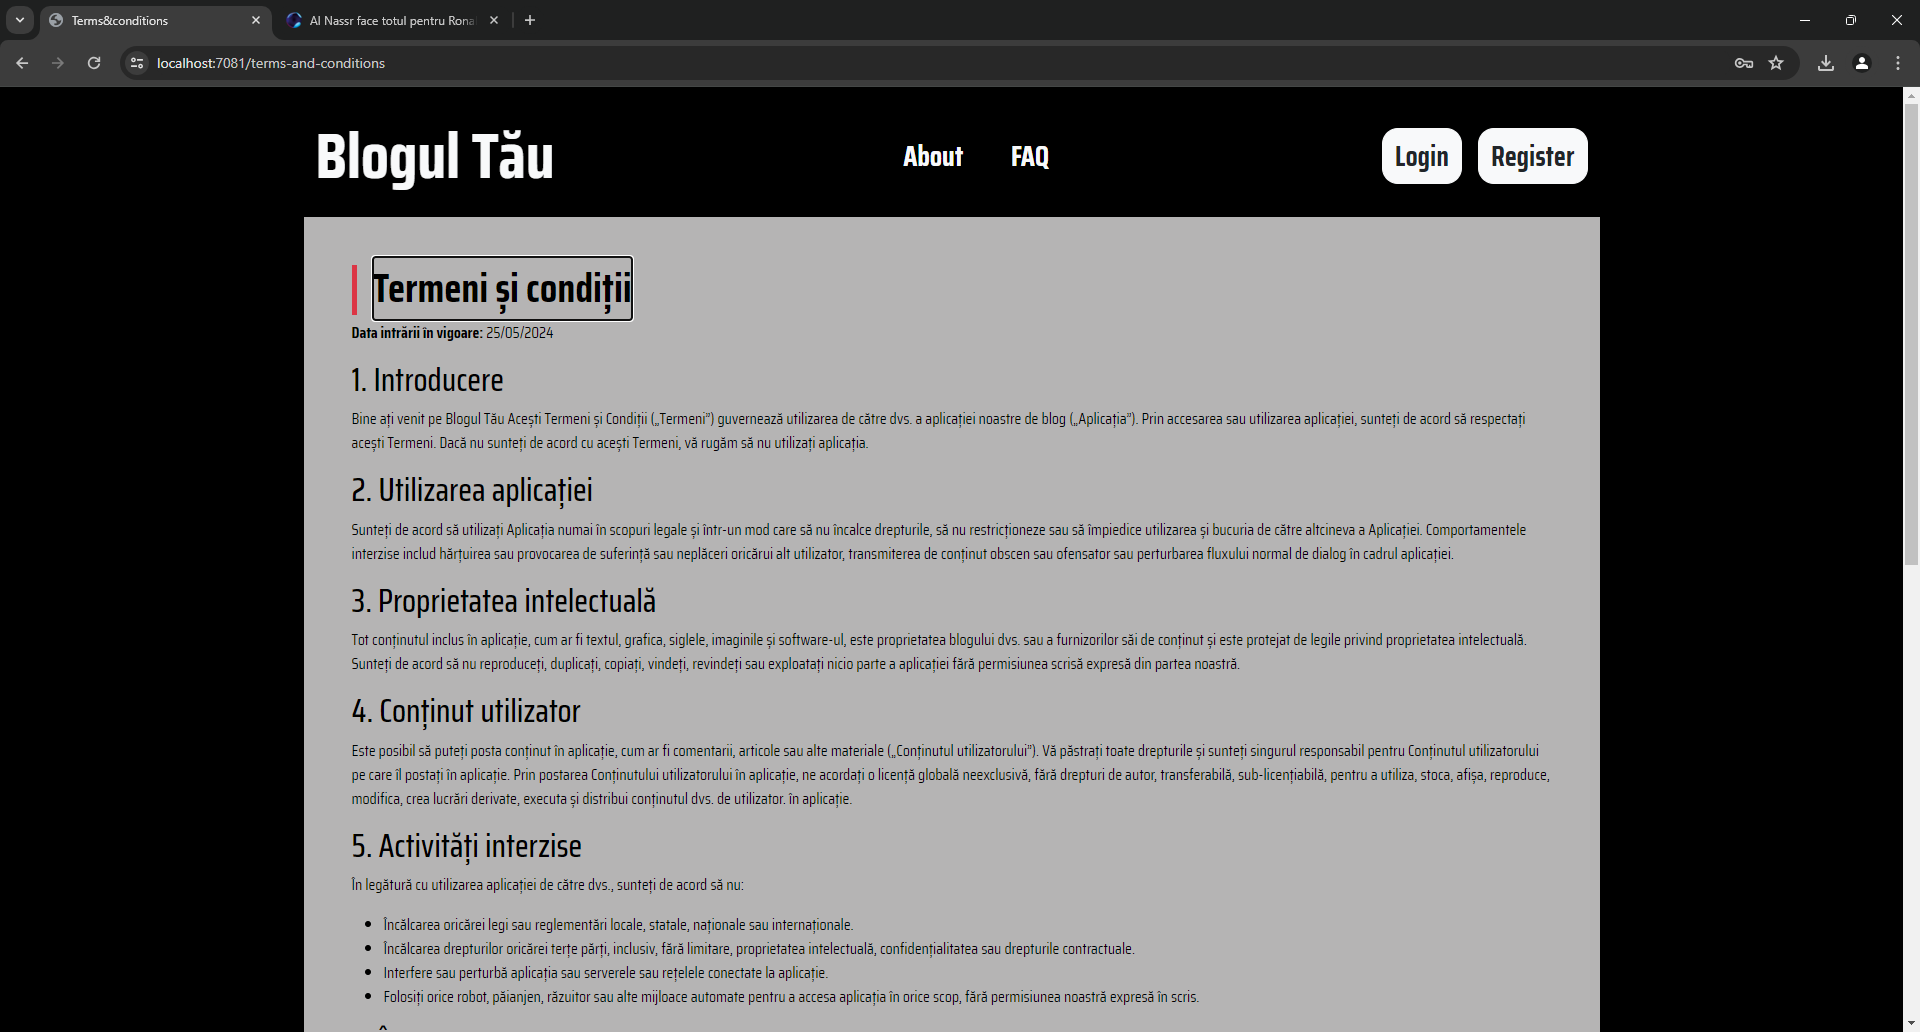 Terms&conditions
Al Nassr face totul pentru Rona
localhost:7081/terms-and-conditions
Blogul Tău
About
FAQ
Login
Register
Termeni și condiții
Data intrării în vigoare: 25/05/2024
1. Introducere
Bine ați venit pe Blogul Tău Acești Termeni și Condiții („Termeni”) guvernează utilizarea de către dvs. a aplicației noastre de blog („Aplicația”). Prin accesarea sau utilizarea aplicației, sunteți de acord să respectați
acești Termeni. Dacă nu sunteți de acord cu acești Termeni, vă rugăm să nu utilizați aplicația.
2. Utilizarea aplicației
Sunteți de acord să utilizați Aplicația numai în scopuri legale și într-un mod care să nu încalce drepturile, să nu restricționeze sau să împiedice utilizarea și bucuria de către altcineva a Aplicației. Comportamentele
interzise includ hărțuirea sau provocarea de suferință sau neplăceri oricărui alt utilizator, transmiterea de conținut obscen sau ofensator sau perturbarea fluxului normal de dialog în cadrul aplicației.
3. Proprietatea intelectuală
Tot conținutul inclus în aplicație, cum ar fi textul, grafica, siglele, imaginile și software-ul, este proprietatea blogului dvs. sau a furnizorilor săi de conținut și este protejat de legile privind proprietatea intelectuală.
Sunteți de acord să nu reproduceți, duplicați, copiați, vindeți, revindeți sau exploatați nicio parte a aplicației fără permisiunea scrisă expresă din partea noastră.
4. Conținut utilizator
Este posibil să puteți posta conținut în aplicație, cum ar fi comentarii, articole sau alte materiale („Conținutul utilizatorului”). Vă păstrați toate drepturile și sunteți singurul responsabil pentru Conținutul utilizatorului
pe care îl postați în aplicație. Prin postarea Conținutului utilizatorului în aplicație, ne acordați o licență globală neexclusivă, fără drepturi de autor, transferabilă, sub-licențiabilă, pentru a utiliza, stoca, afișa, reproduce,
modifica, crea lucrări derivate, executa și distribui conținutul dvs. de utilizator. în aplicație.
5. Activități interzise
În legătură cu utilizarea aplicației de către dvs., sunteți de acord să nu:
Încălcarea oricărei legi sau reglementări locale, statale, naționale sau internaționale.
Încălcarea drepturilor oricărei terțe părți, inclusiv, fără limitare, proprietatea intelectuală, confidențialitatea sau drepturile contractuale.
Interfere sau perturbă aplicația sau serverele sau rețelele conectate la aplicație.
Folosiți orice robot, păianjen, răzuitor sau alte mijloace automate pentru a accesa aplicația în orice scop, fără permisiunea noastră expresă în scris.